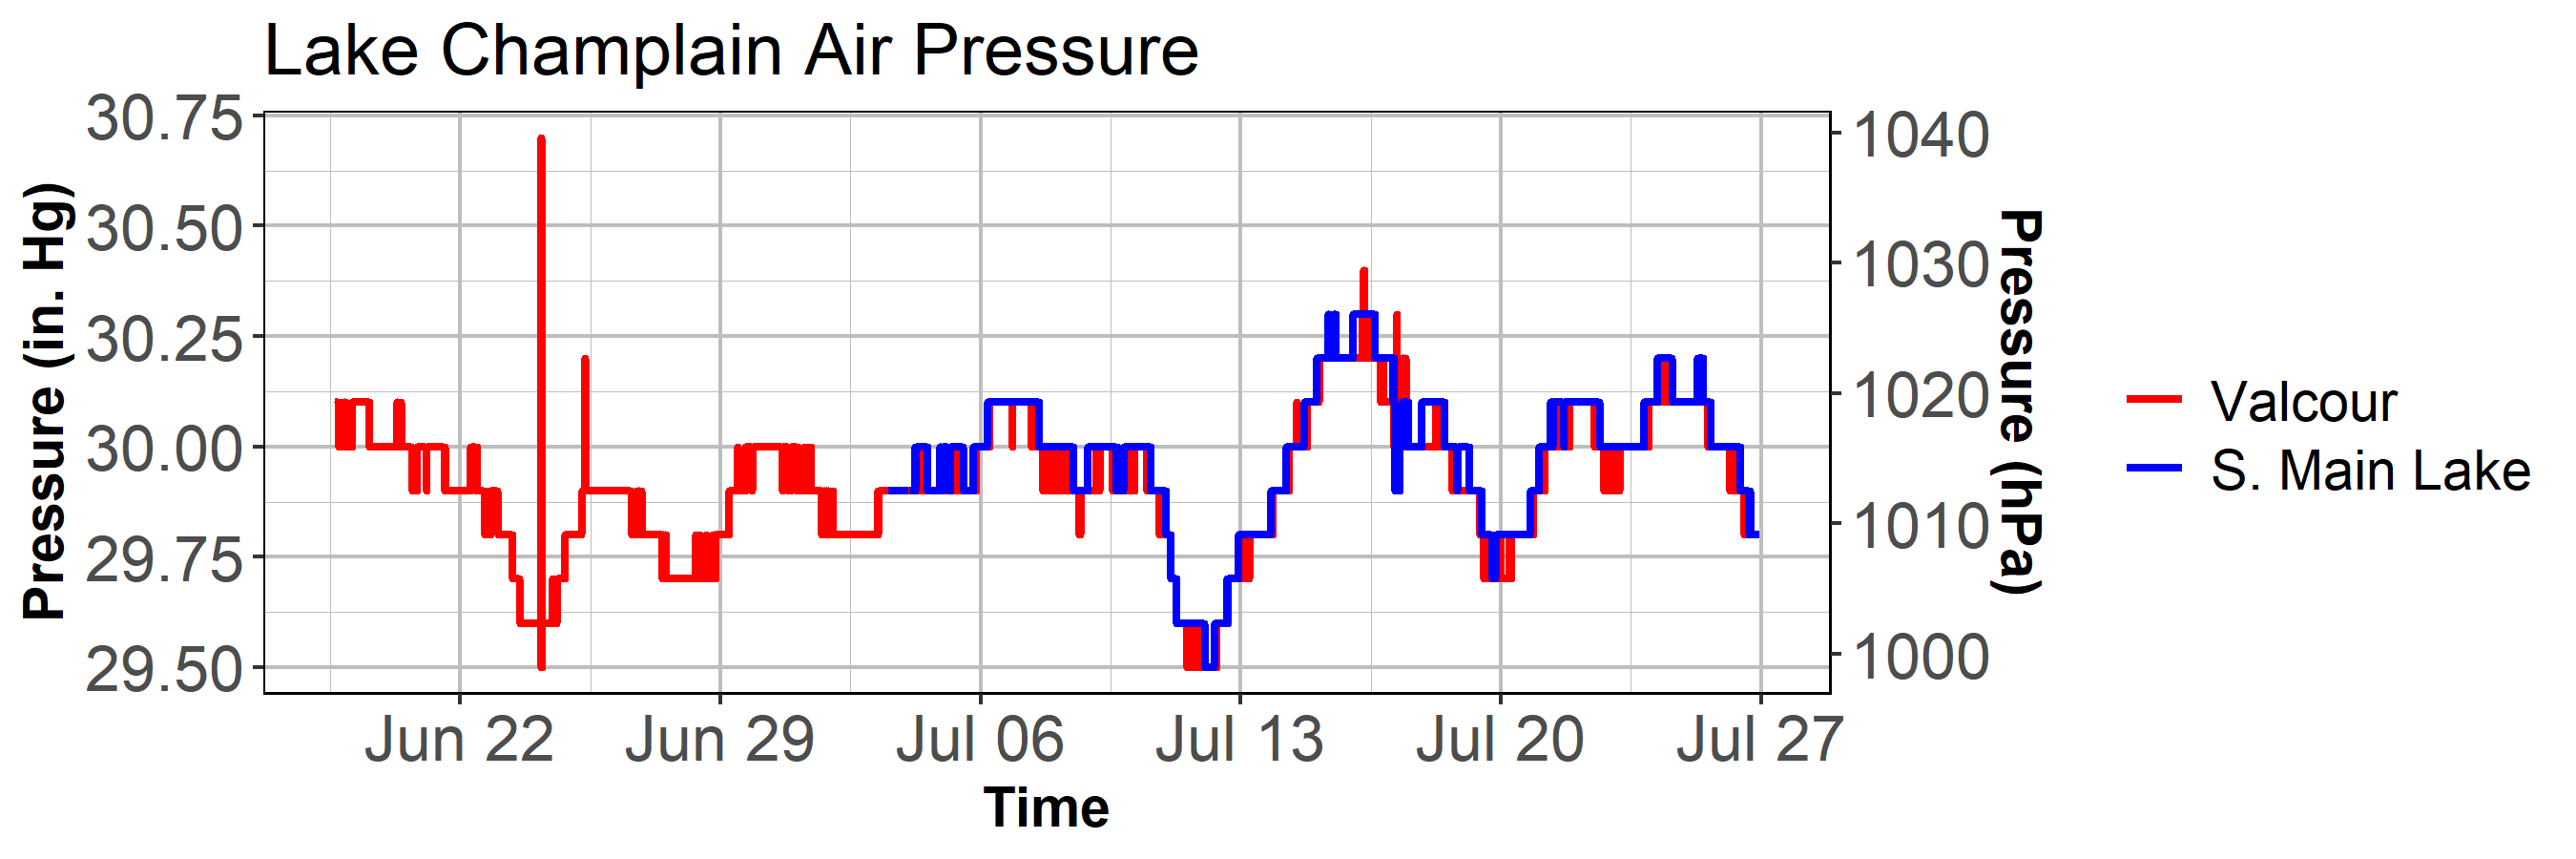 Lake Champlain Air Pressure
Pressure (in. Hg)
30.75
30.50
30.25
30.00
29.75
29.50
1040
1030
1020
1010
1000
Pressure (hPa)
Jun 22
Jun 29
Jul 06
Jul 13
Jul 20
Jul 27
Time
Valcour
S. Main Lake